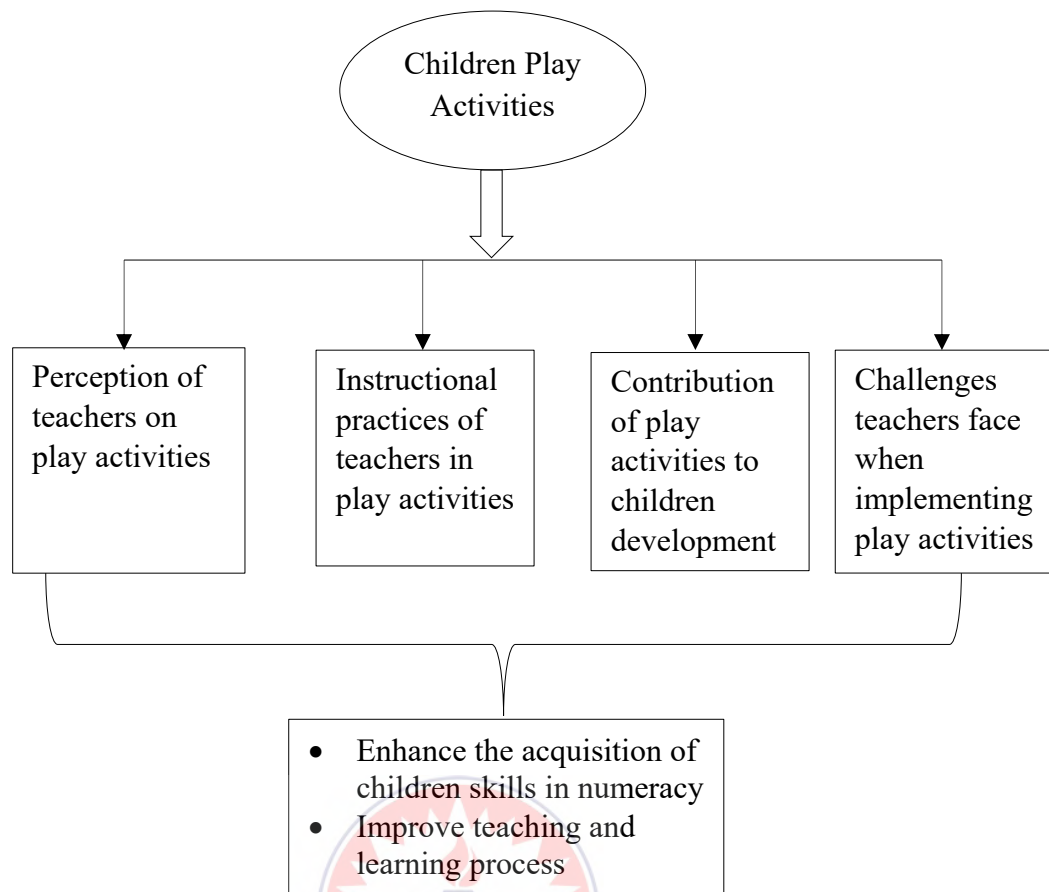 Children Play
Activities
Perception of
teachers on
play activities
Instructional
practices of
teachers in
play activities
Contribution
of play
activities to
children
development
Challenges
teachers face
when
implementing
play activities
• Enhance the acquisition of
children skills in numeracy
• Improve teaching and
learning process